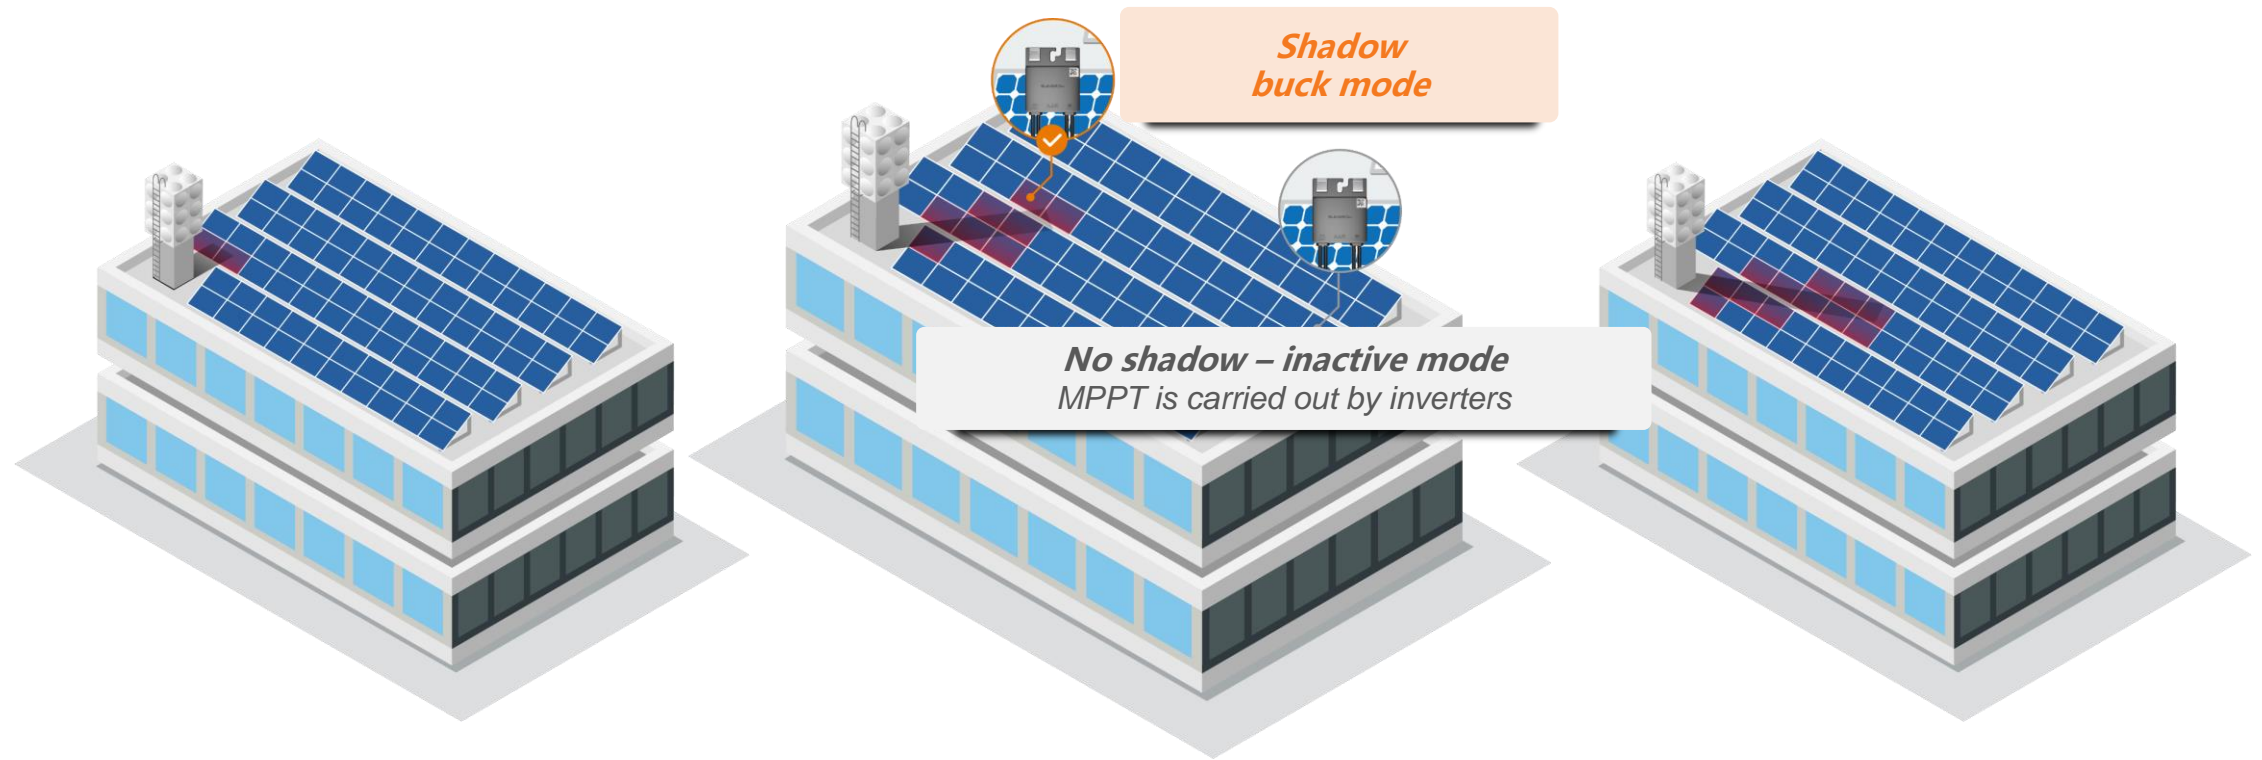 Shadow
buck mode
No shadow – inactive mode
MPPT is carried out by inverters